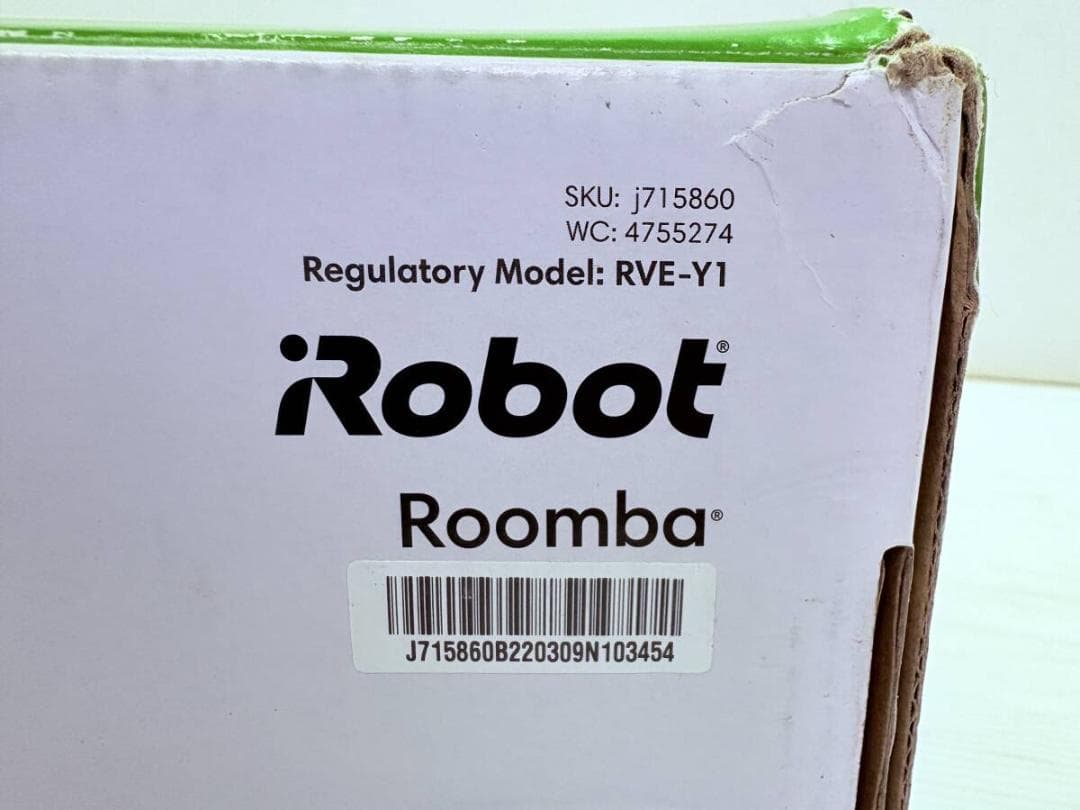 SKU: j715860
WC: 4755274
Regulatory Model: RVE-Y1
iRobot®
Roomba®
J715860B220309N103454